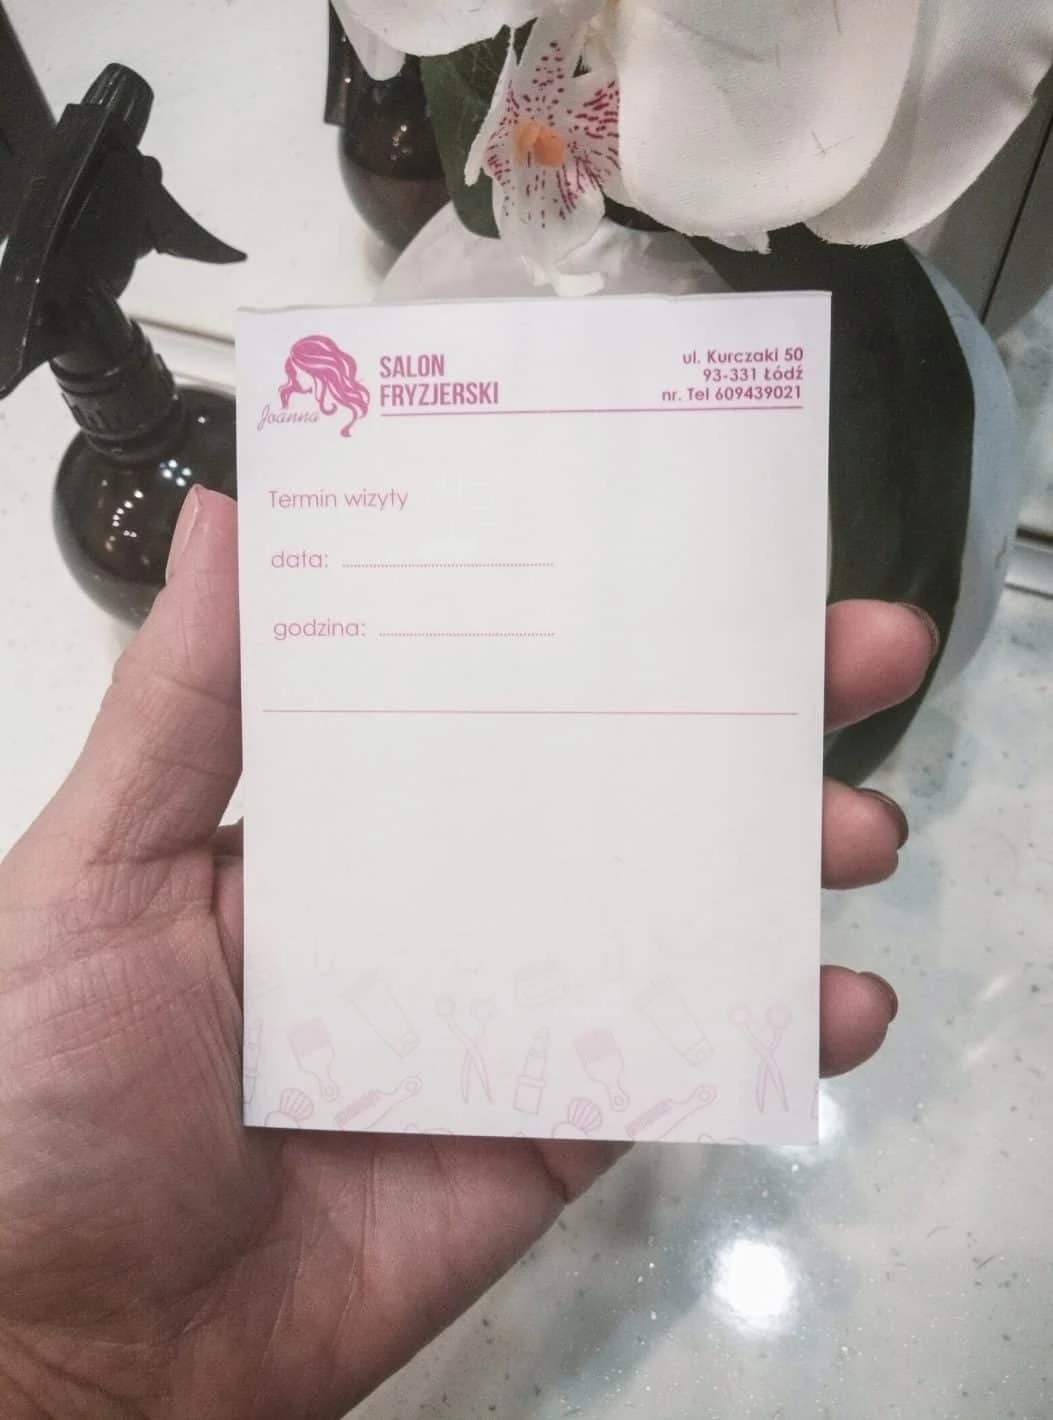 Joanna
SALON
FRYZJERSKI
ul. Kurczaki 50
93-331 Łódź
nr. Tel 609439021
Termin wizyty
data: ............................................
godzina: ............................................